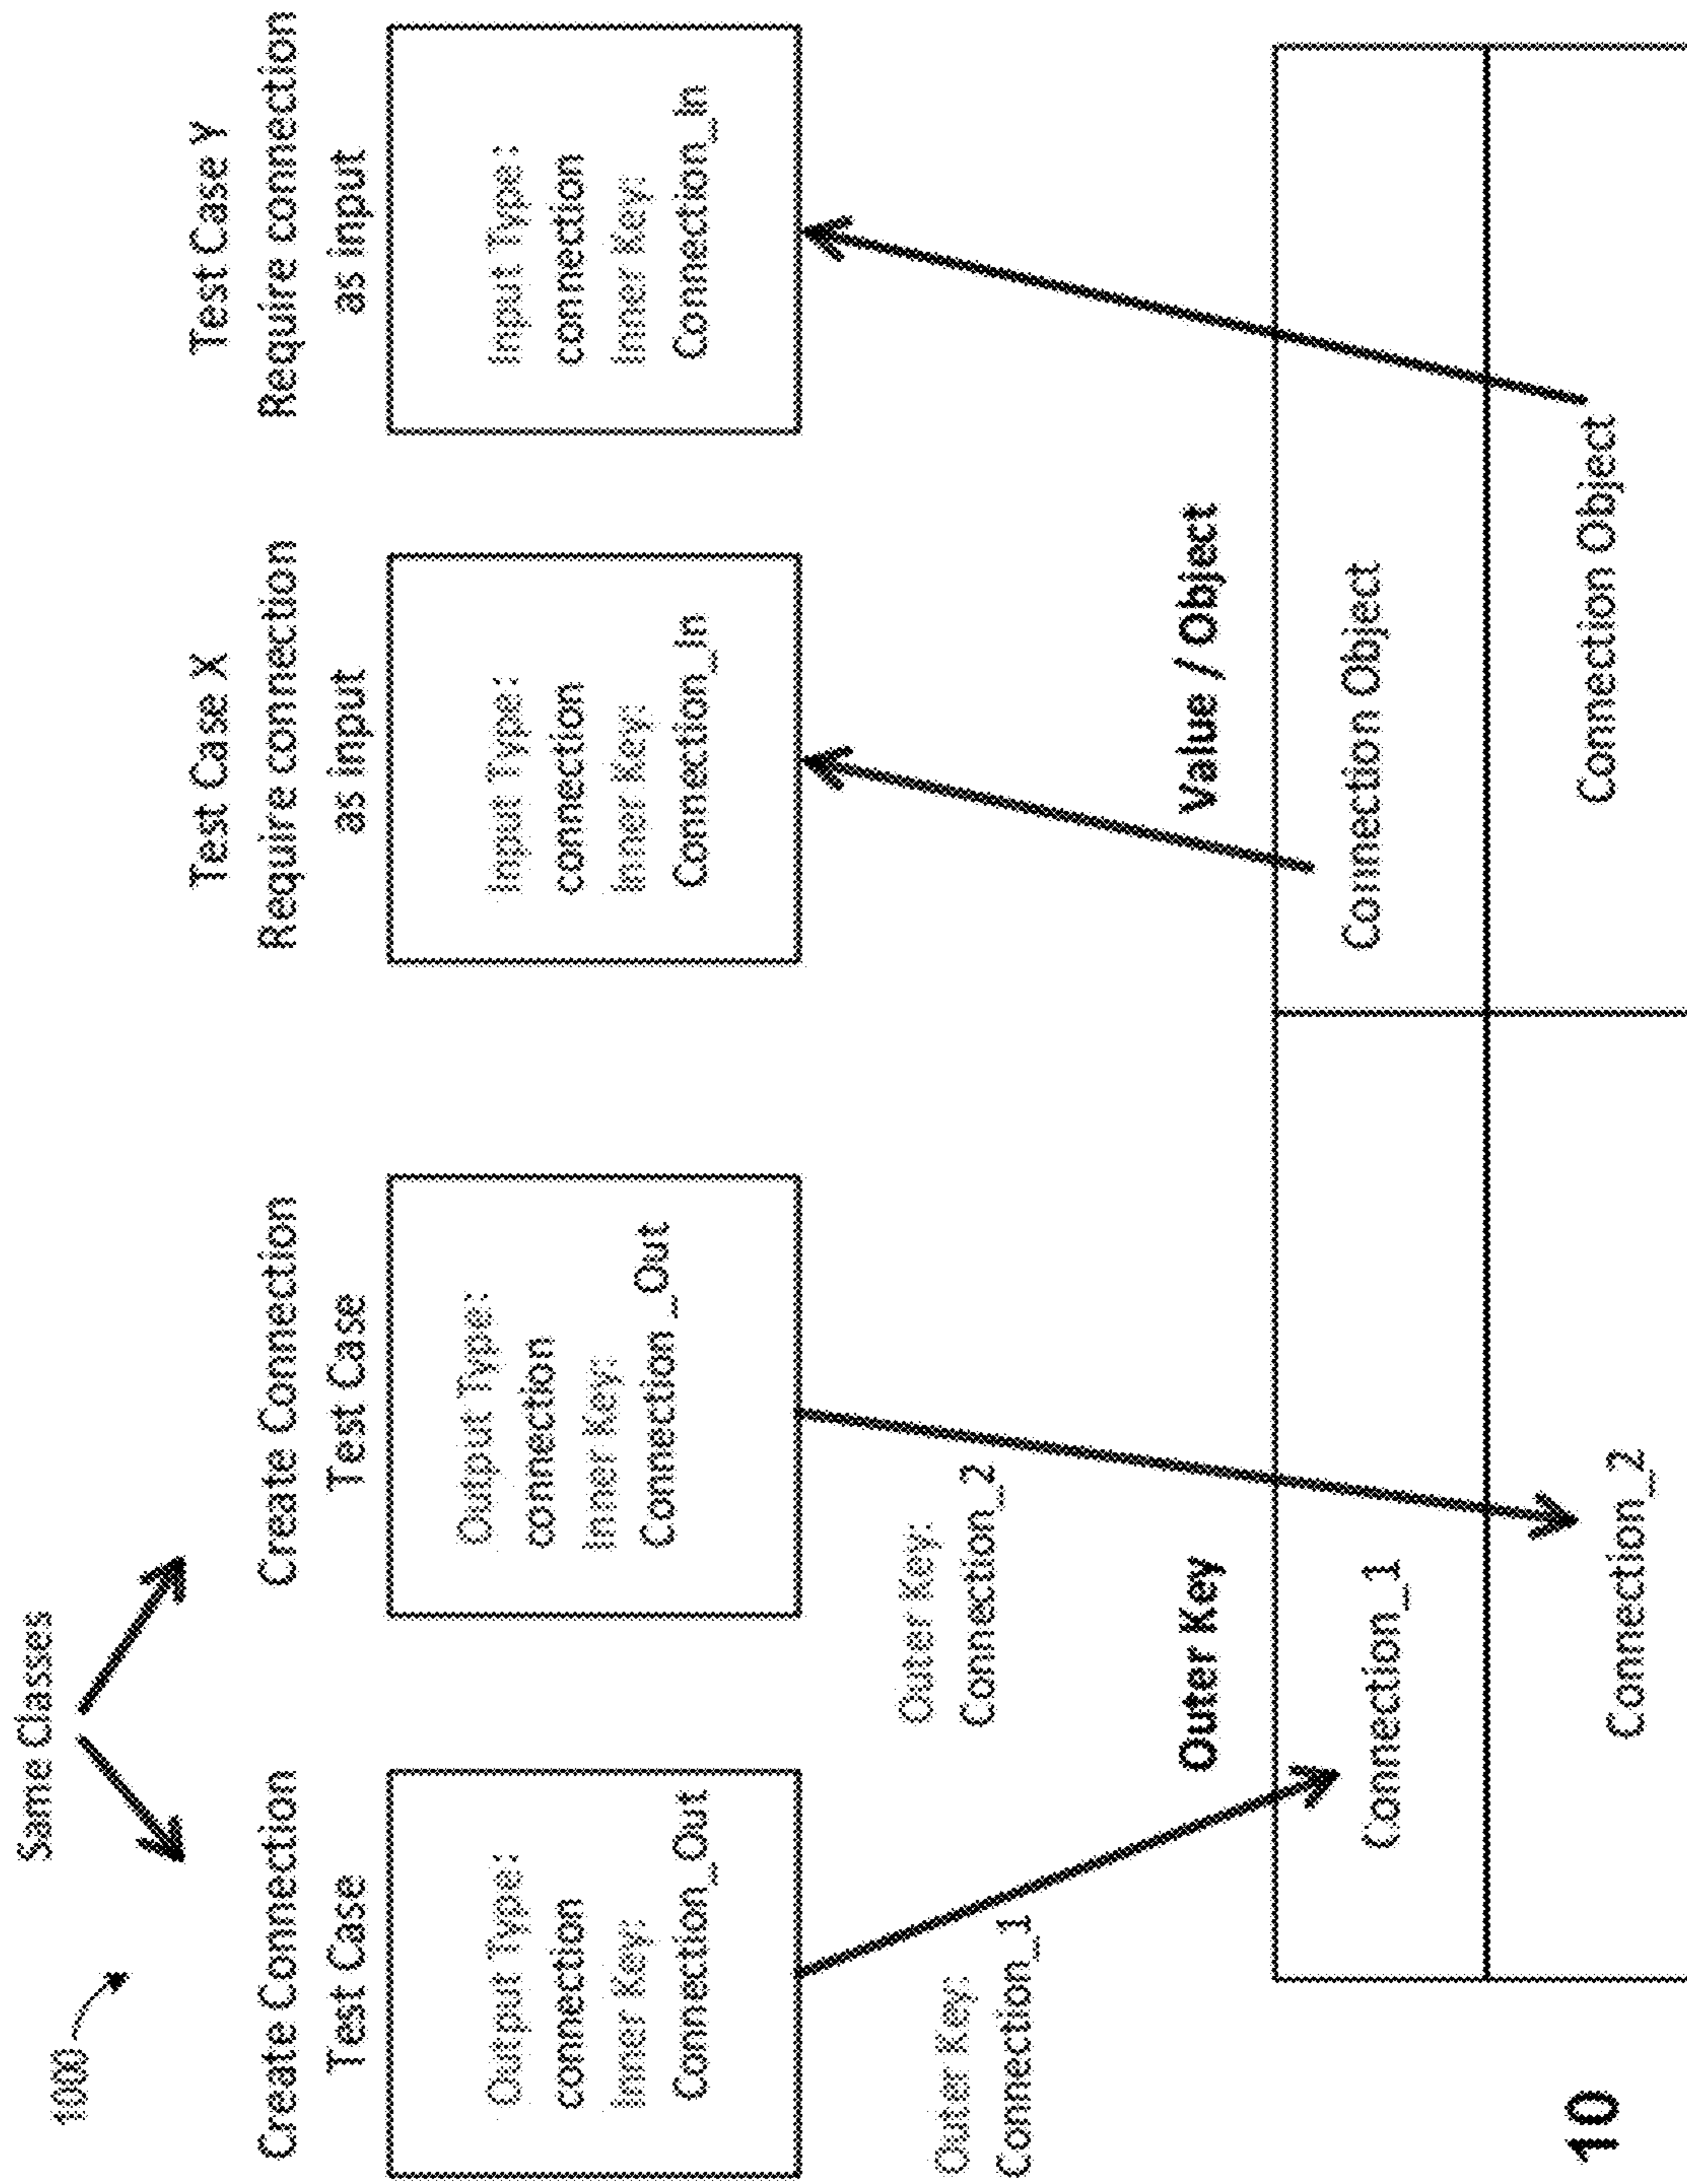 1000
Same Classes
Create Connection
Test Case
Output Type:
connection
Inner Key:
Connection_Out
Create Connection
Test Case
Output Type:
connection
Inner Key:
Connection _Out
Test Case X
Require connection
as input
Input Type:
connection
Inner Key:
Connection_In
Test Case Y
Require connection
as input
Input Type:
connection
Inner Key:
Connection_In
Outer Key:
Connection_1
Outer Key:
Connection_2
Outer Key
Value / Object
Connection_1
Connection Object
Connection_2
Connection Object
10